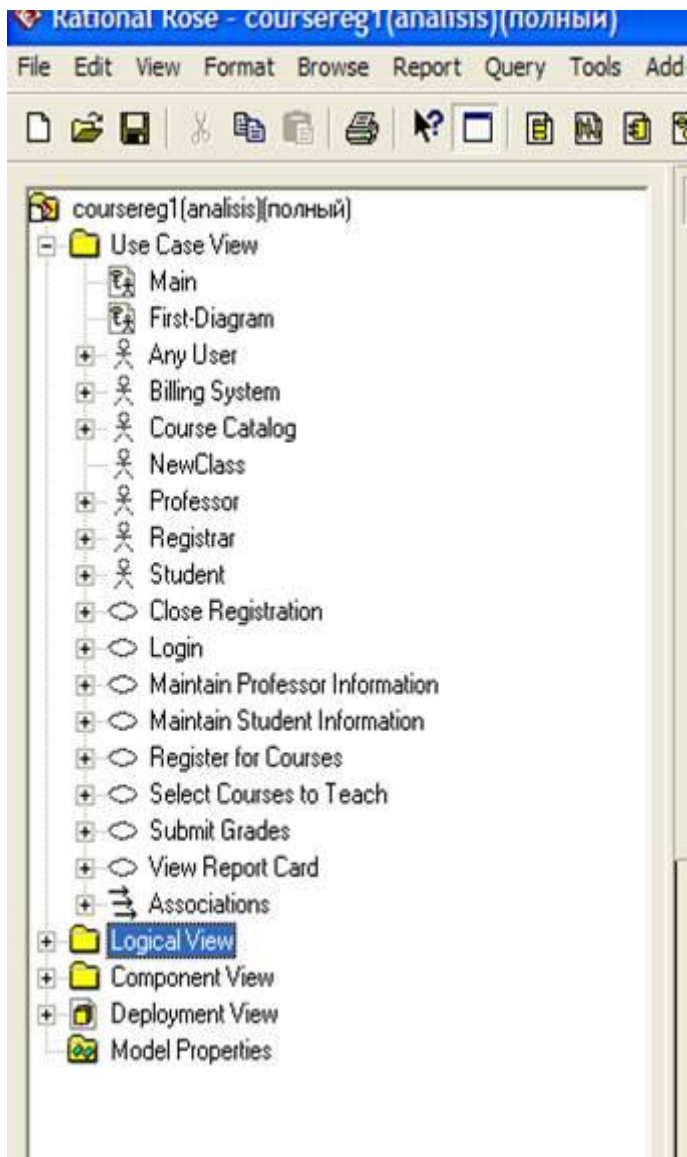 Rational Rose - coursereg1(analisis)(полный)
File Edit View Format Browse Report Query Tools Add
coursereg1(analisis)(полный)
Use Case View
Main
First-Diagram
Any User
Billing System
Course Catalog
NewClass
Professor
Registrar
Student
Close Registration
Login
Maintain Professor Information
Maintain Student Information
Register for Courses
Select Courses to Teach
Submit Grades
View Report Card
Associations
Logical View
Component View
Deployment View
Model Properties